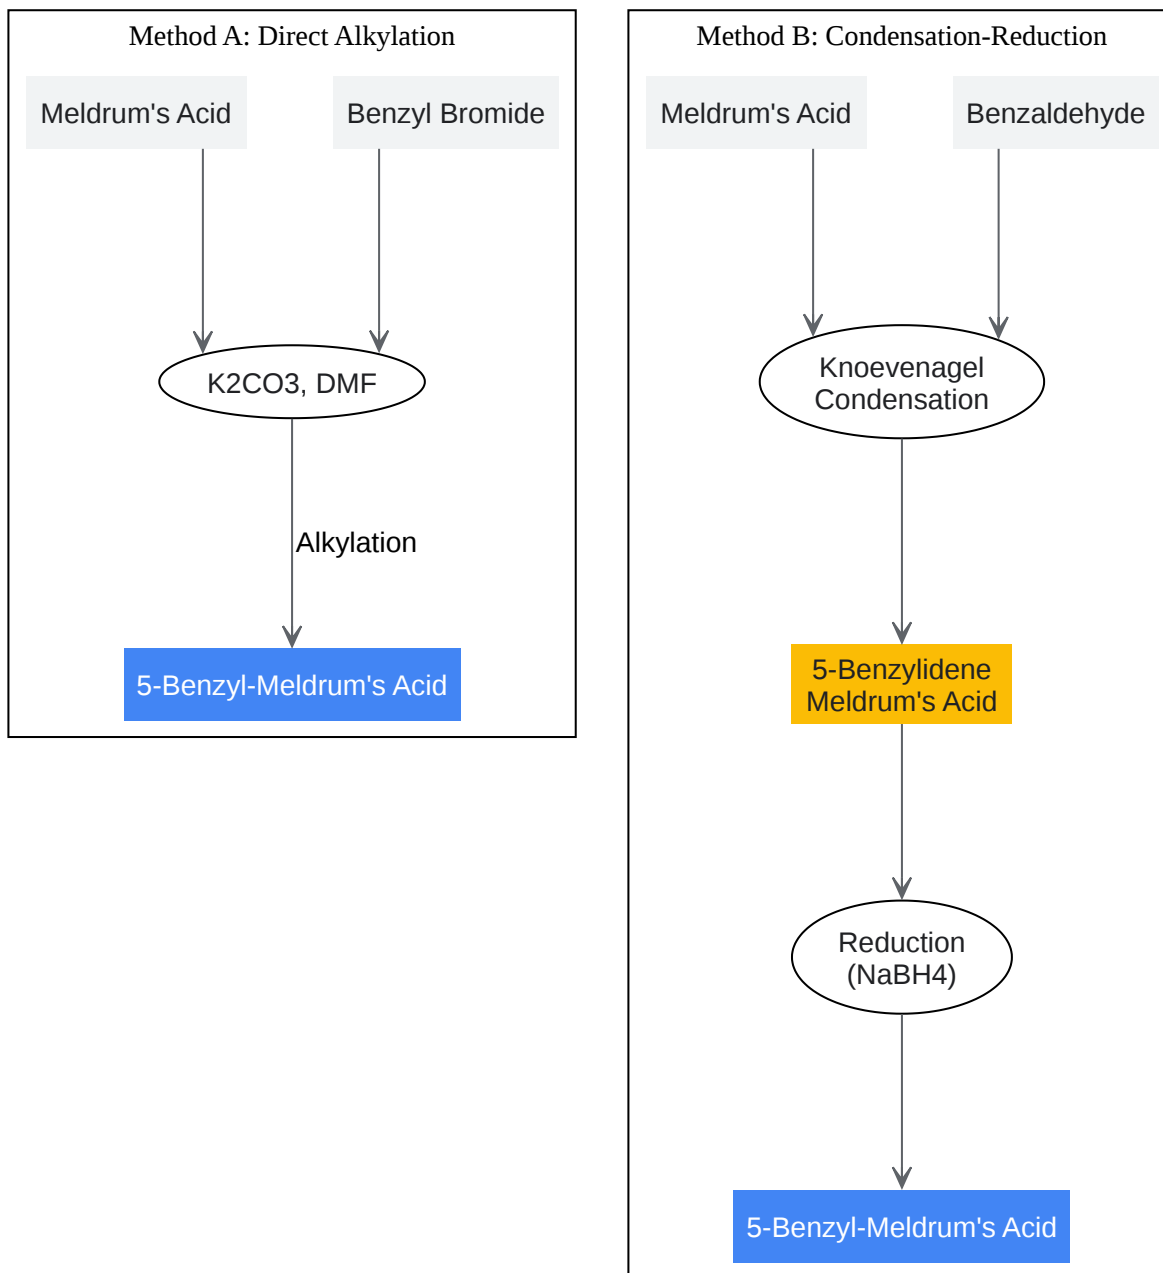 Method A: Direct Alkylation
Meldrum's Acid
Benzyl Bromide
K2CO3, DMF
Alkylation
5-Benzyl-Meldrum's Acid
Method B: Condensation-Reduction
Meldrum's Acid
Benzaldehyde
Knoevenagel
Condensation
5-Benzylidene
Meldrum's Acid
Reduction
(NaBH4)
5-Benzyl-Meldrum's Acid